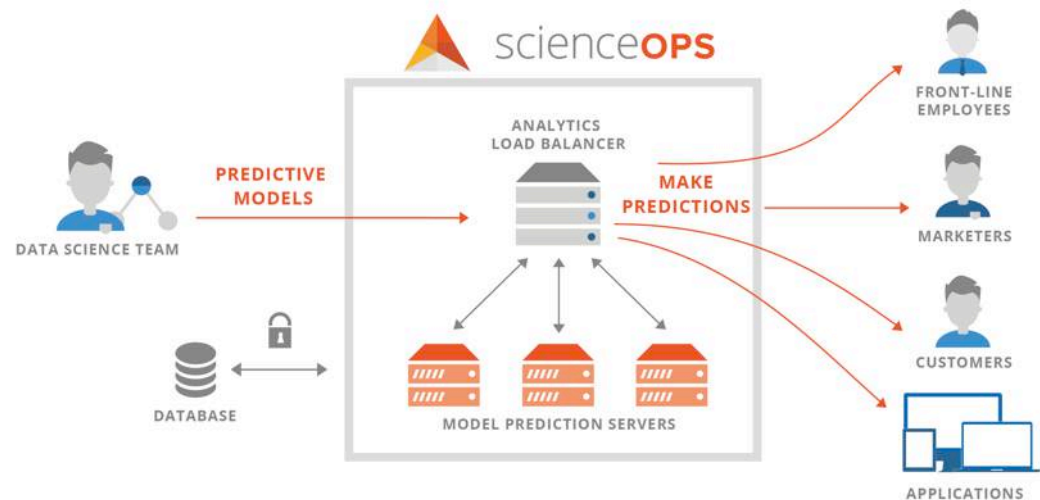 scienceOPS
ANALYTICS
LOAD BALANCER
PREDICTIVE
MODELS
DATA SCIENCE TEAM
DATABASE
MAKE
PREDICTIONS
MODEL PREDICTION SERVERS
FRONT-LINE
EMPLOYEES
MARKETERS
CUSTOMERS
APPLICATIONS